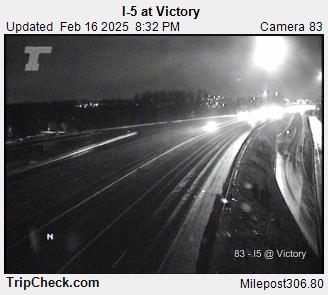 I-5 at Victory
Updated Feb 16 2025 8:32 PM Camera 83
T
N
83 - I5 @ Victory
TripCheck.com Milepost306.80